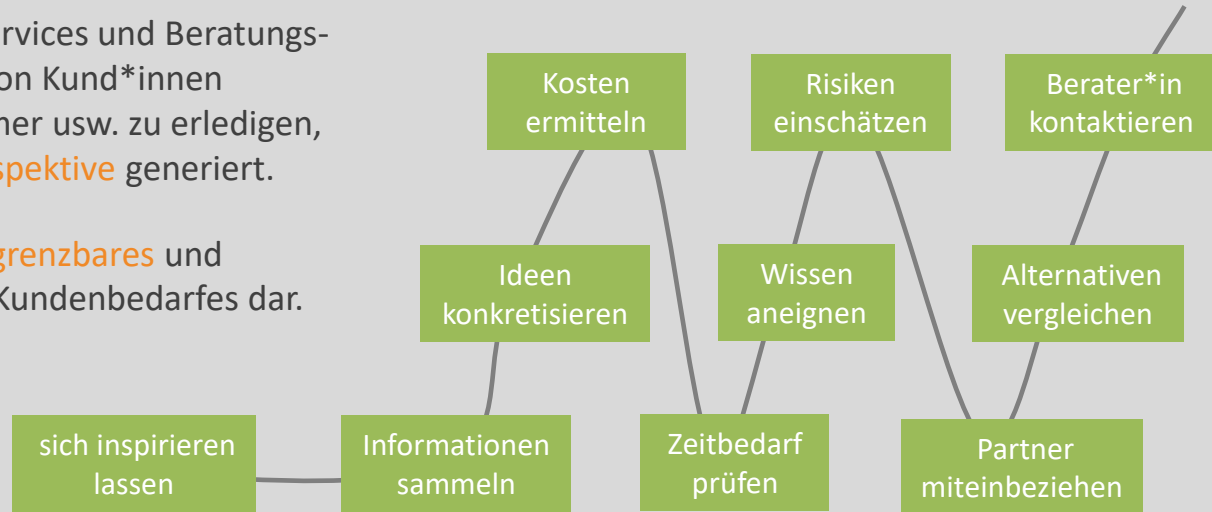 rvices und Beratungs-
on Kund*innen
ner usw. zu erledigen,
spektive generiert.
grenzbares und
Kundenbedarfes dar.
sich inspirieren
lassen
Informationen
sammeln
Ideen
konkretisieren
Kosten
ermitteln
Zeitbedarf
prüfen
Wissen
aneignen
Risiken
einschätzen
Partner
miteinbeziehen
Alternativen
vergleichen
Berater*in
kontaktieren